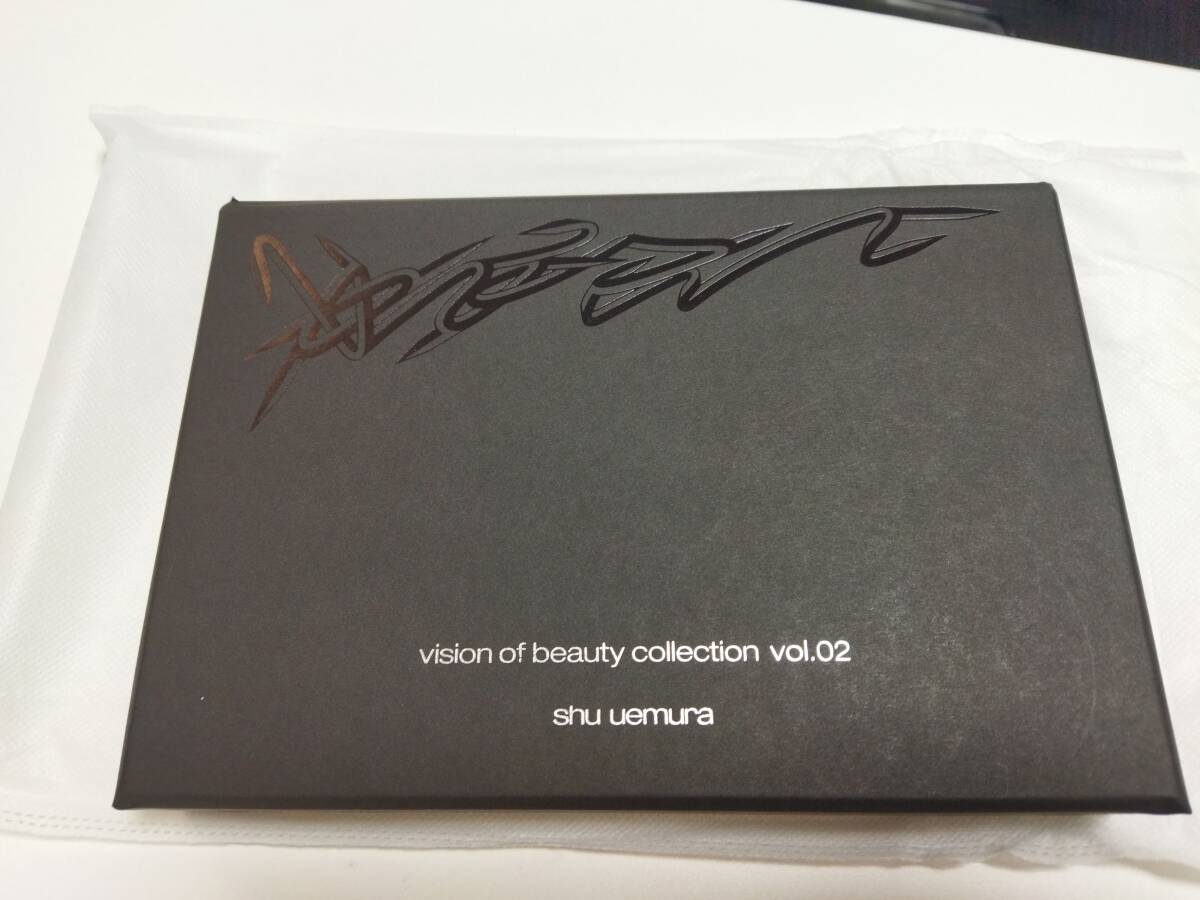 vision of beauty collection vol.02
shu uemura